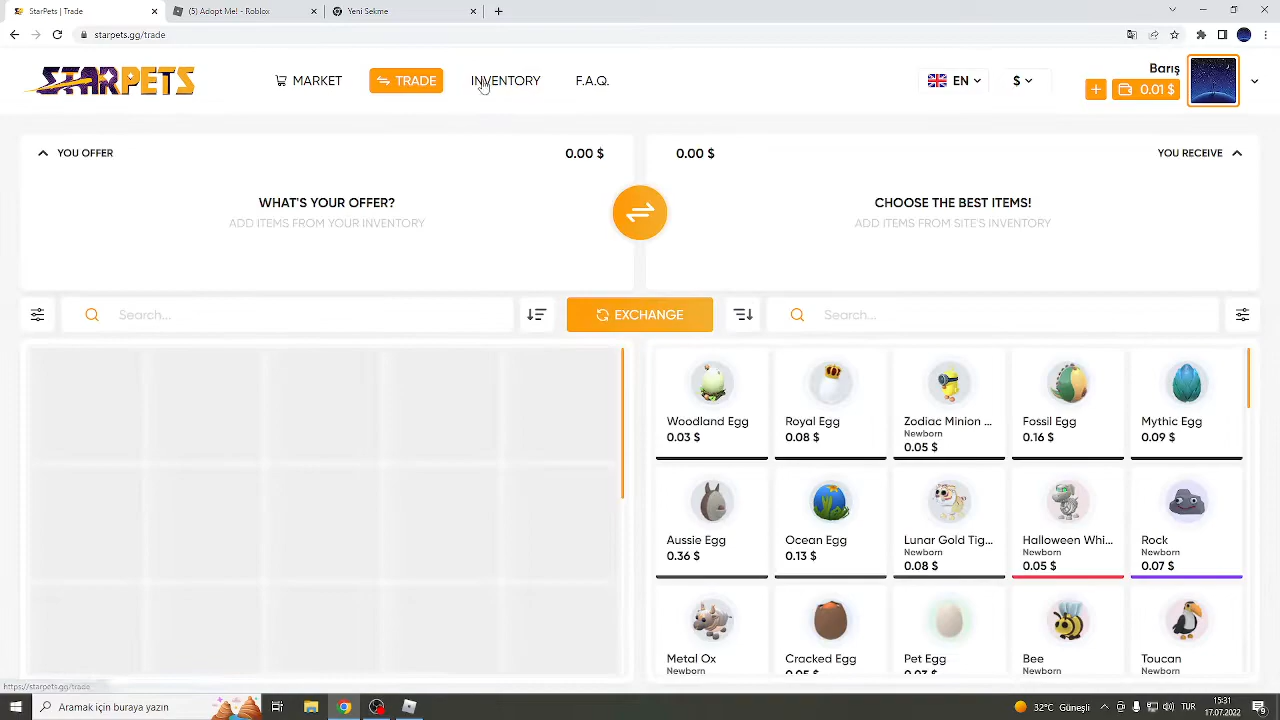 StarPets | Trade
[5] Adopt Me! - Roblox
Yeni Sekme
starpets.gg/trade
STARPETS
MARKET
TRADE
INVENTORY
F.A.Q.
EN
$
Barış
0.01 $
YOU OFFER
0.00 $
0.00 $
YOU RECEIVE
WHAT'S YOUR OFFER?
ADD ITEMS FROM YOUR INVENTORY
CHOOSE THE BEST ITEMS!
ADD ITEMS FROM SITE'S INVENTORY
Search...
EXCHANGE
Search...
Woodland Egg
0.03 $
Royal Egg
0.08 $
Zodiac Minion ...
Newborn
0.05 $
Fossil Egg
0.16 $
Mythic Egg
0.09 $
Aussie Egg
0.36 $
Ocean Egg
0.13 $
Lunar Gold Tig...
Newborn
0.08 $
Halloween Whi...
Newborn
0.05 $
Rock
Newborn
0.07 $
Metal Ox
Newborn
Cracked Egg
0.05 $
Pet Egg
0.03 $
Bee
Newborn
Toucan
Newborn
https://starpets.gg/trade
Aramak için buraya yazın
32°C Güneşli
TUR
15:31
17.07.2022